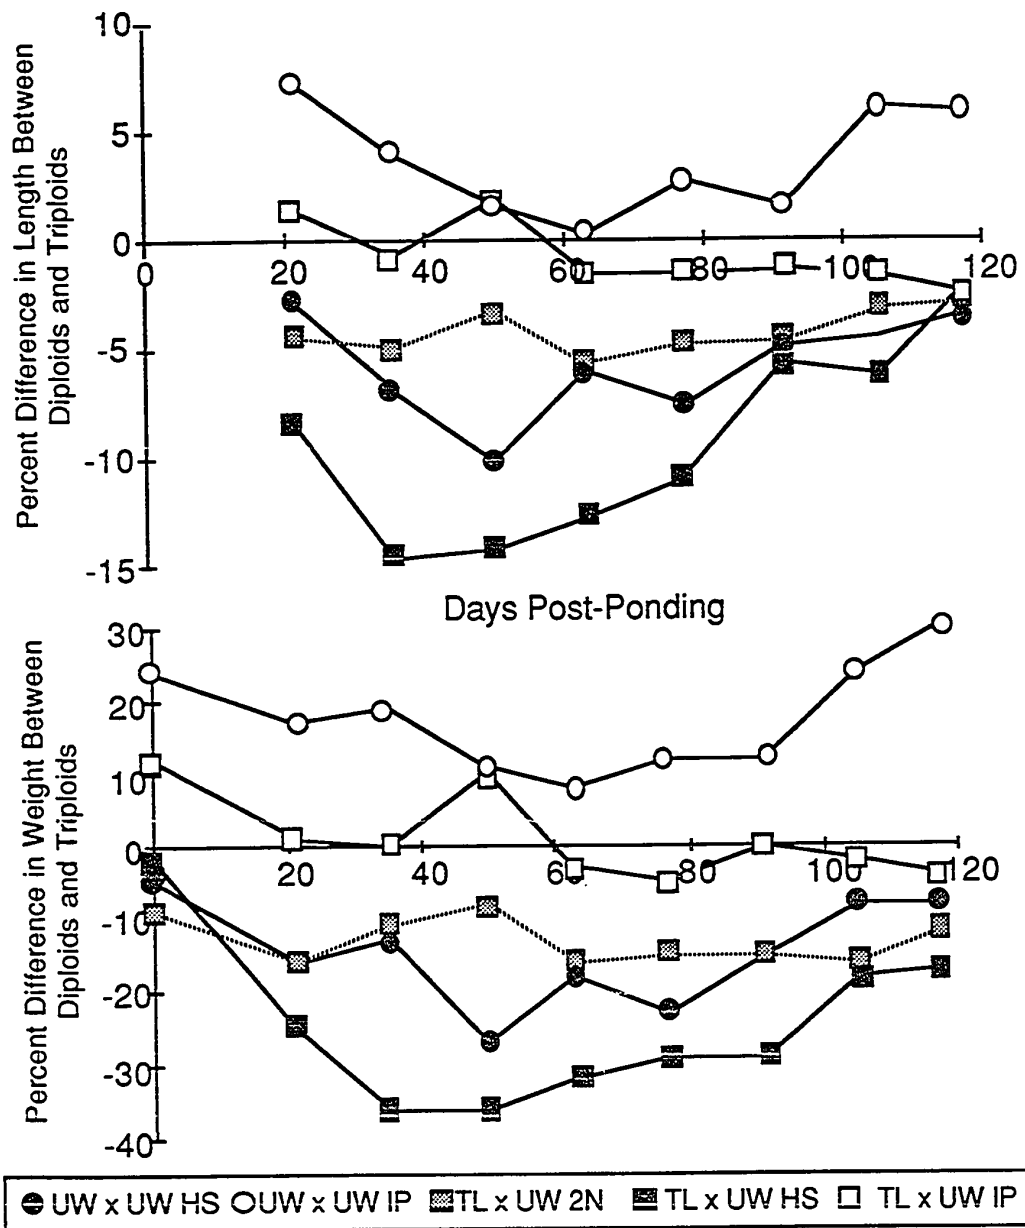 Percent Difference in Length Between
Diploids and Triploids
10
5
0
-5
-10
-15
0 20 40 60 80 100 120
Days Post-Ponding
Percent Difference in Weight Between
Diploids and Triploids
30
20
10
0
-10
-20
-30
-40
20 40 60 80 100 120
UW x UW HS UW x UW IP TL x UW 2N TL x UW HS TL x UW IP